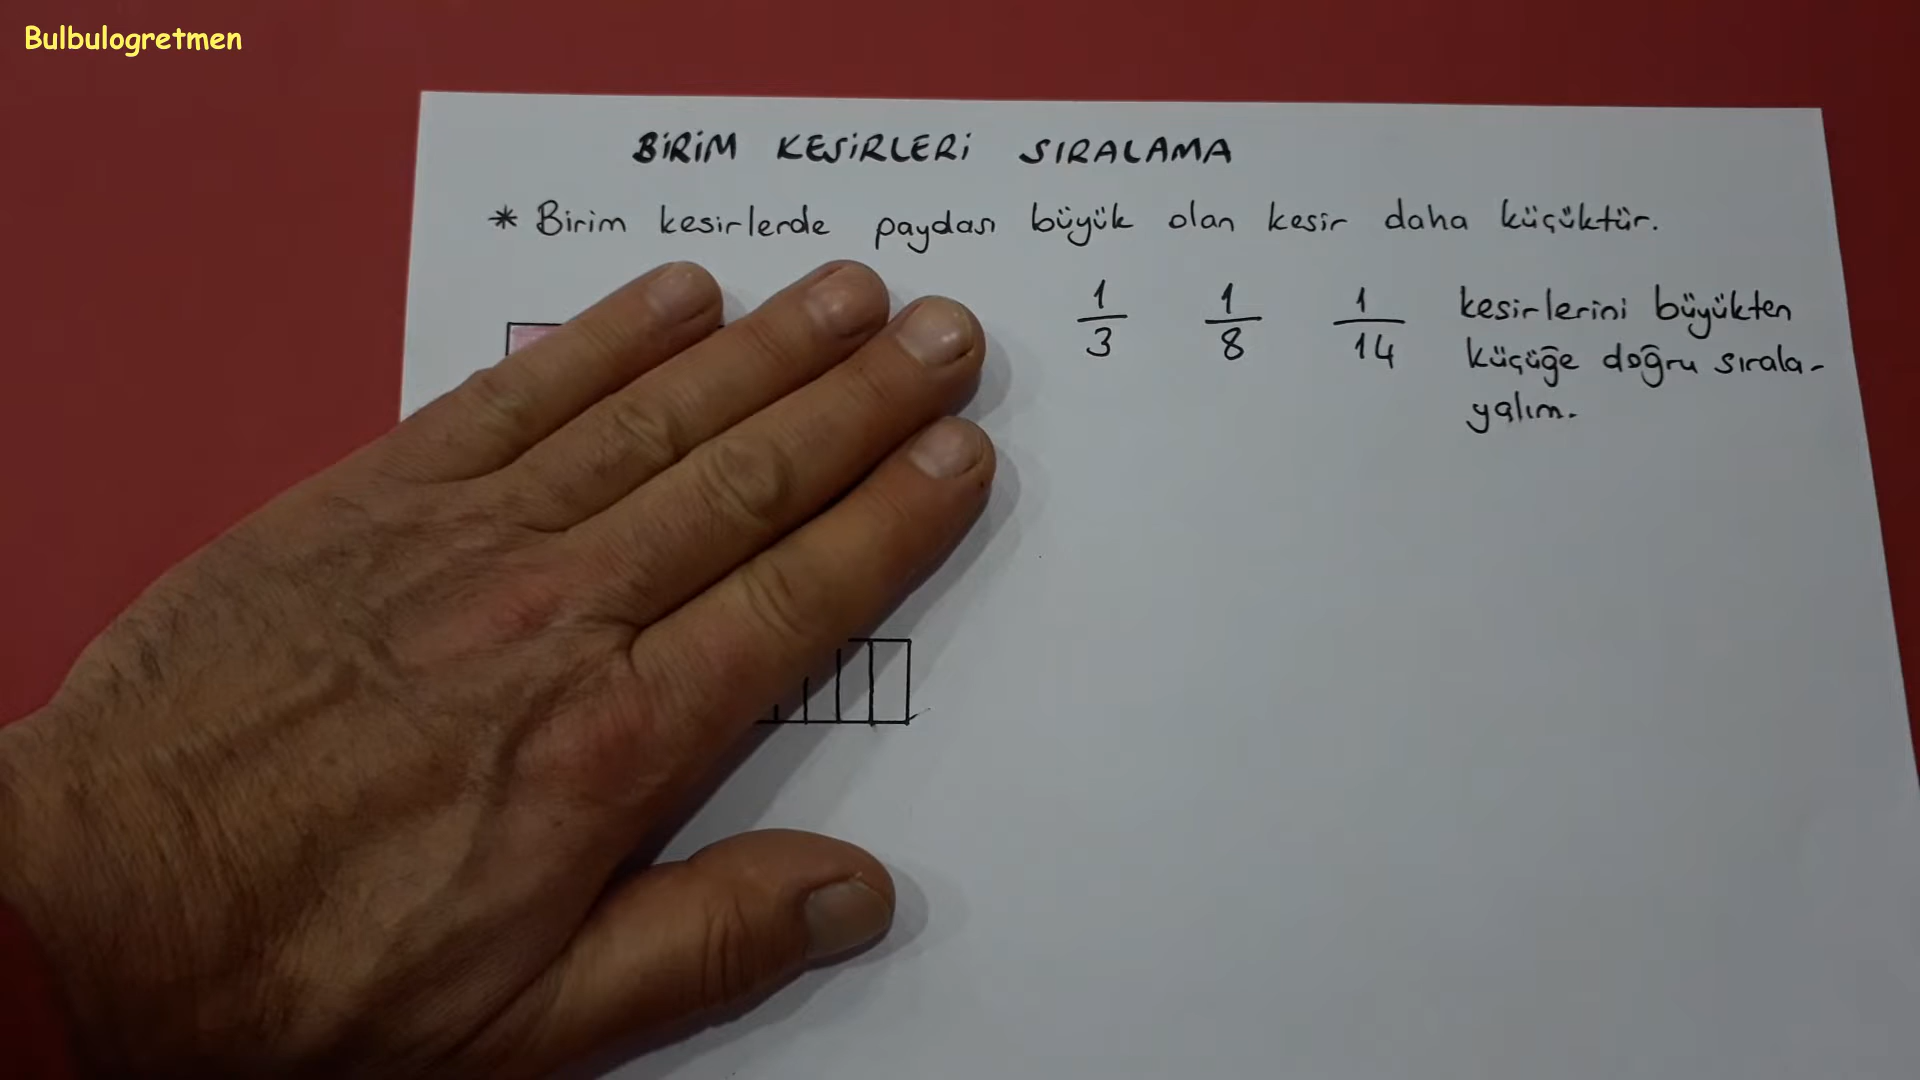 Bulbulogretmen
BİRİM KESİRLERİ SIRALAMA
* Birim kesirlerde paydası büyük olan kesir daha küçüktür.
1/3 1/8 1/14 kesirlerini büyükten
küçüğe doğru sırala-
yalım.